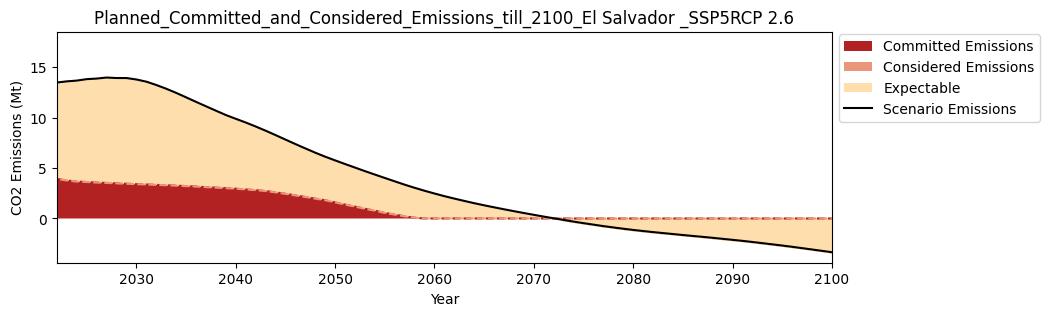 Planned_Committed_and_Considered_Emissions_till_2100_El Salvador _SSP5RCP 2.6
Committed Emissions
Considered Emissions
Expectable
Scenario Emissions
CO2 Emissions (Mt)
15
10
5
0
2030 2040 2050 2060 2070 2080 2090 2100
Year